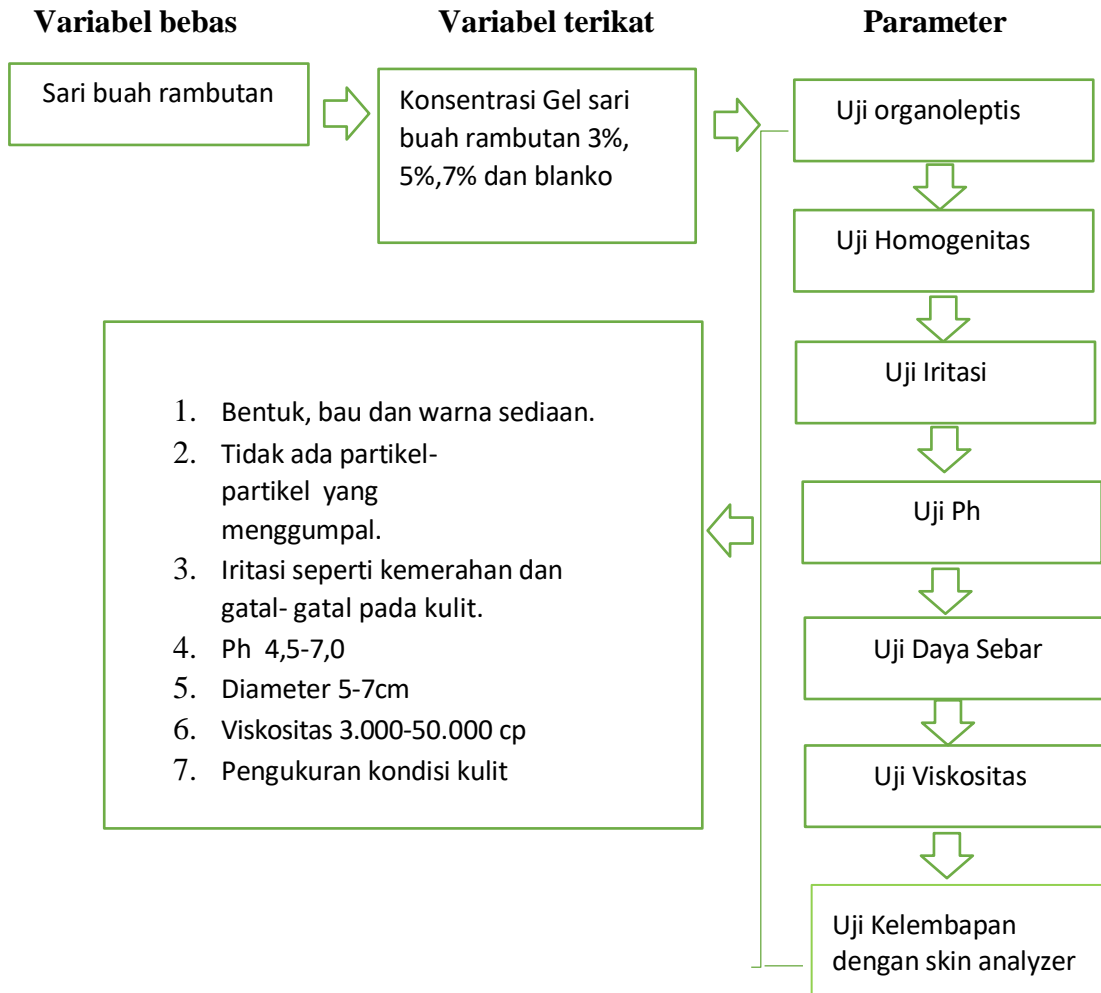 Variabel bebas
Variabel terikat
Parameter
Sari buah rambutan
Konsentrasi Gel sari
buah rambutan 3%,
5%,7% dan blanko
Uji organoleptis
Uji Homogenitas
Uji Iritasi
Uji Ph
Uji Daya Sebar
Uji Viskositas
Uji Kelembapan
dengan skin analyzer
1. Bentuk, bau dan warna sediaan.
2. Tidak ada partikel-
partikel yang
menggumpal.
3. Iritasi seperti kemerahan dan
gatal- gatal pada kulit.
4. Ph 4,5-7,0
5. Diameter 5-7cm
6. Viskositas 3.000-50.000 cp
7. Pengukuran kondisi kulit